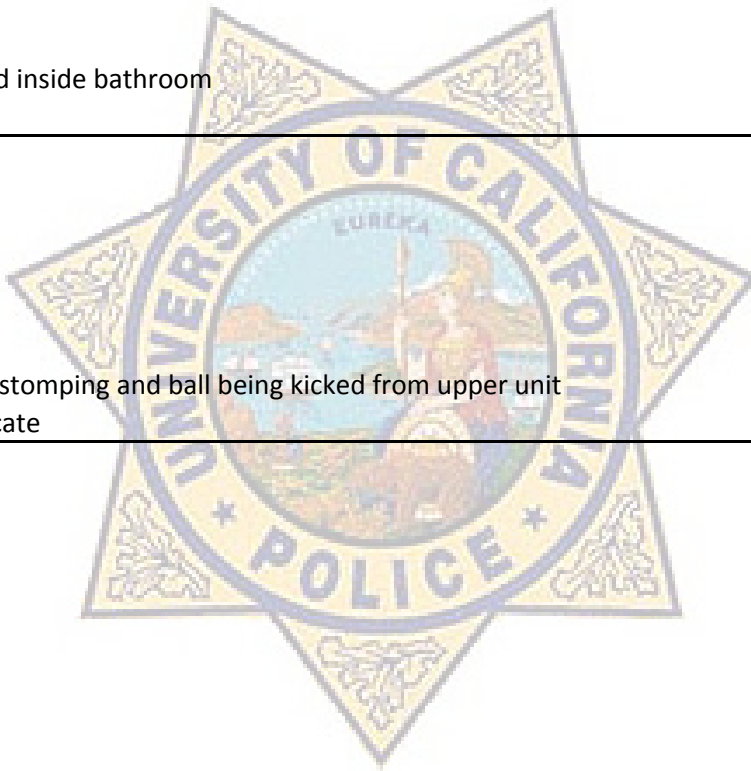 d inside bathroom
UNIVERSITY OF CALIFORNIA
EUREKA
stomping and ball being kicked from upper unit
cate
POLICE